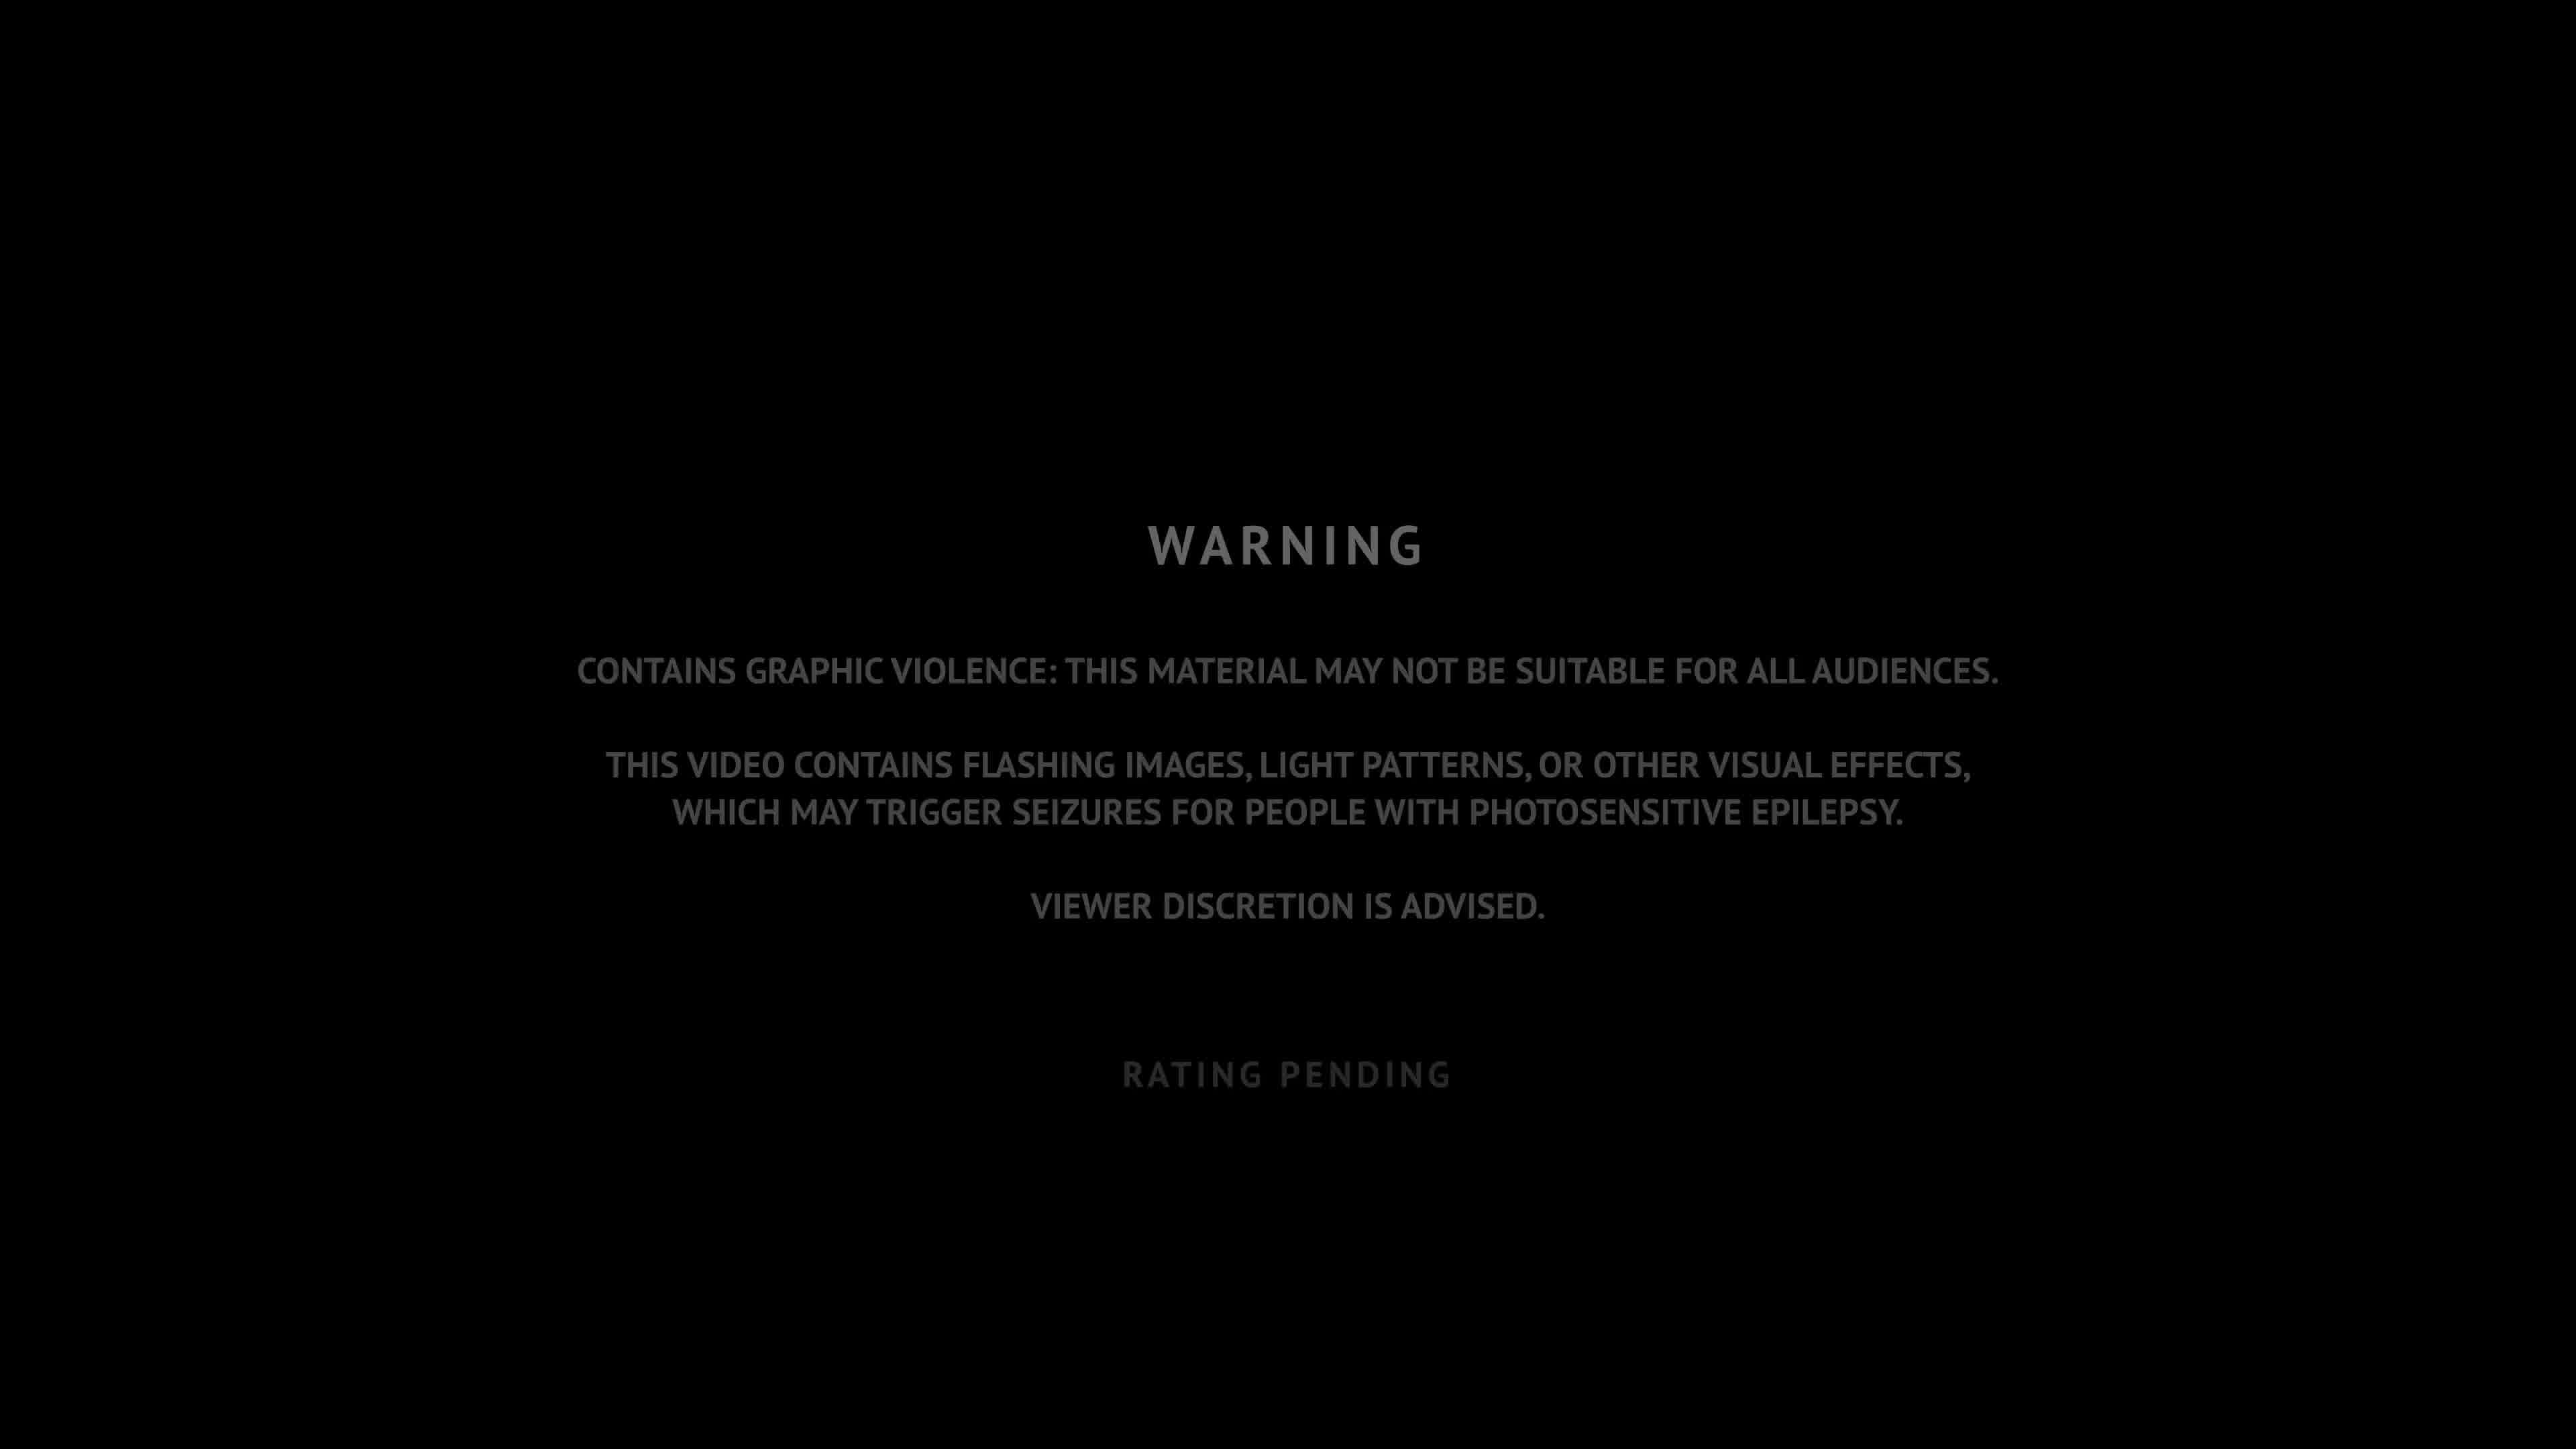 WARNING
CONTAINS GRAPHIC VIOLENCE: THIS MATERIAL MAY NOT BE SUITABLE FOR ALL AUDIENCES.
THIS VIDEO CONTAINS FLASHING IMAGES, LIGHT PATTERNS, OR OTHER VISUAL EFFECTS,
WHICH MAY TRIGGER SEIZURES FOR PEOPLE WITH PHOTOSENSITIVE EPILEPSY.
VIEWER DISCRETION IS ADVISED.
RATING PENDING